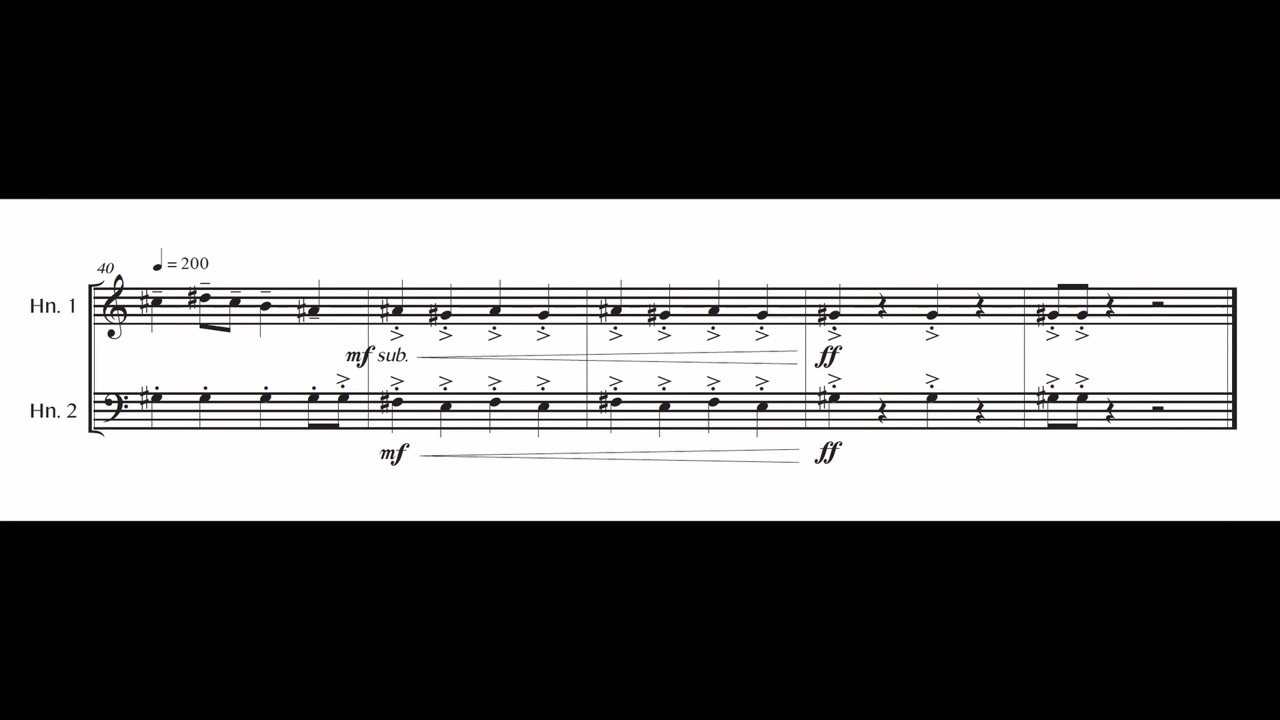 40
= 200
Hn. 1
mf sub.
ff
Hn. 2
mf
ff